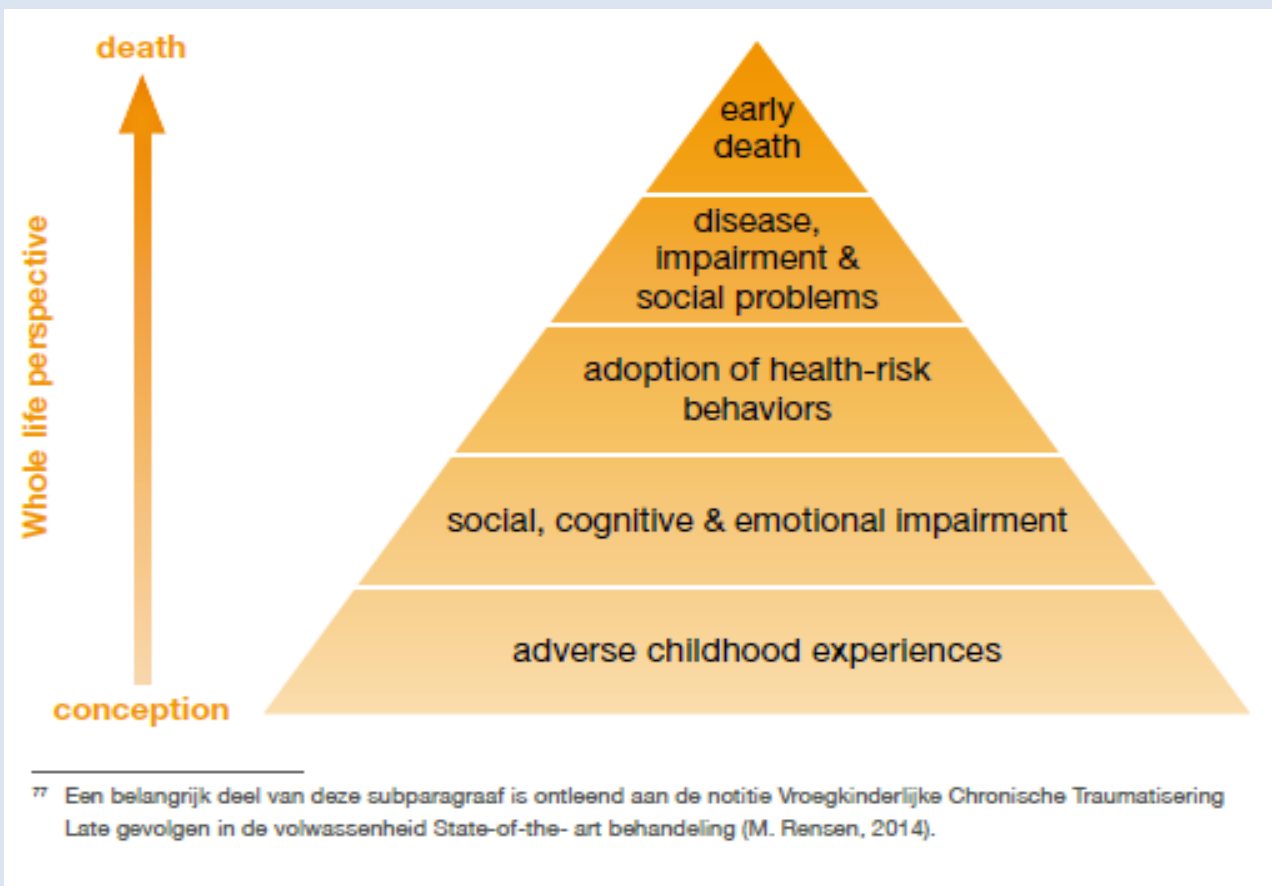 death
Whole life perspective
conception
early
death
disease,
impairment &
social problems
adoption of health-risk
behaviors
social, cognitive & emotional impairment
adverse childhood experiences
77 Een belangrijk deel van deze subparagraaf is ontleend aan de notitie Vroegkinderlijke Chronische Traumatisering
Late gevolgen in de volwassenheid State-of-the- art behandeling (M. Rensen, 2014).